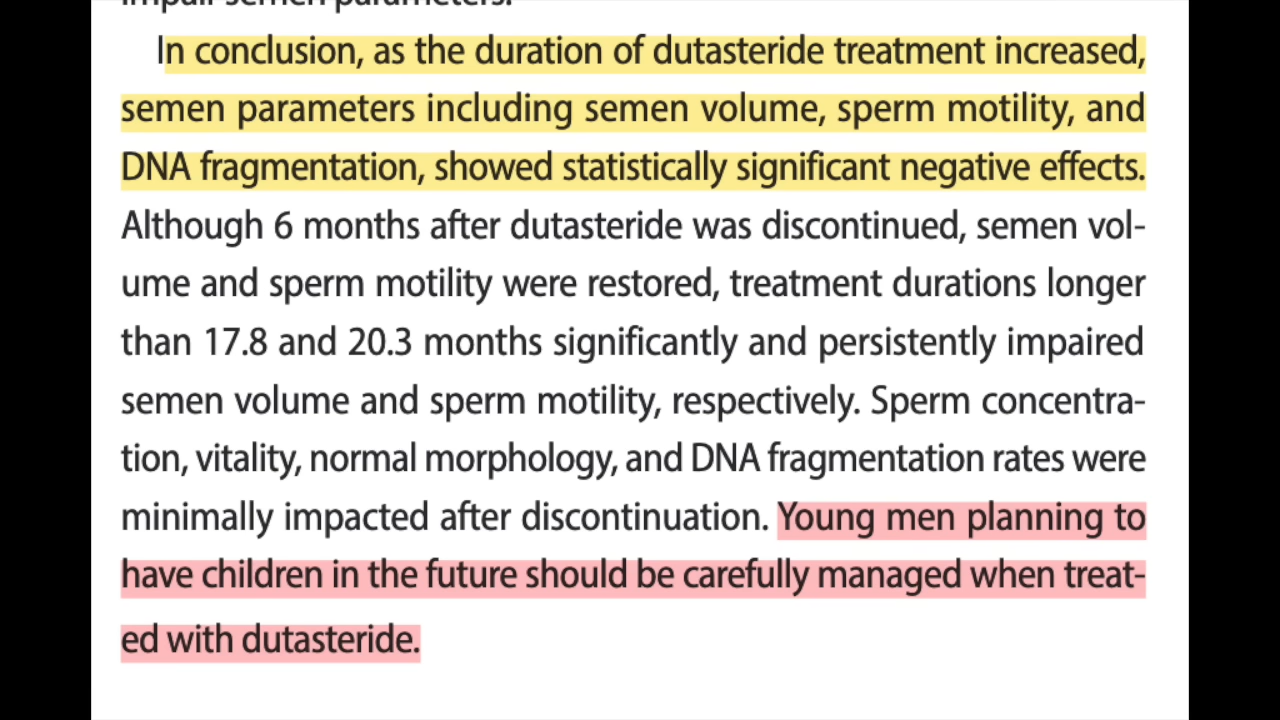 impair semen parameters.
In conclusion, as the duration of dutasteride treatment increased,
semen parameters including semen volume, sperm motility, and
DNA fragmentation, showed statistically significant negative effects.
Although 6 months after dutasteride was discontinued, semen vol-
ume and sperm motility were restored, treatment durations longer
than 17.8 and 20.3 months significantly and persistently impaired
semen volume and sperm motility, respectively. Sperm concentra-
tion, vitality, normal morphology, and DNA fragmentation rates were
minimally impacted after discontinuation. Young men planning to
have children in the future should be carefully managed when treat-
ed with dutasteride.